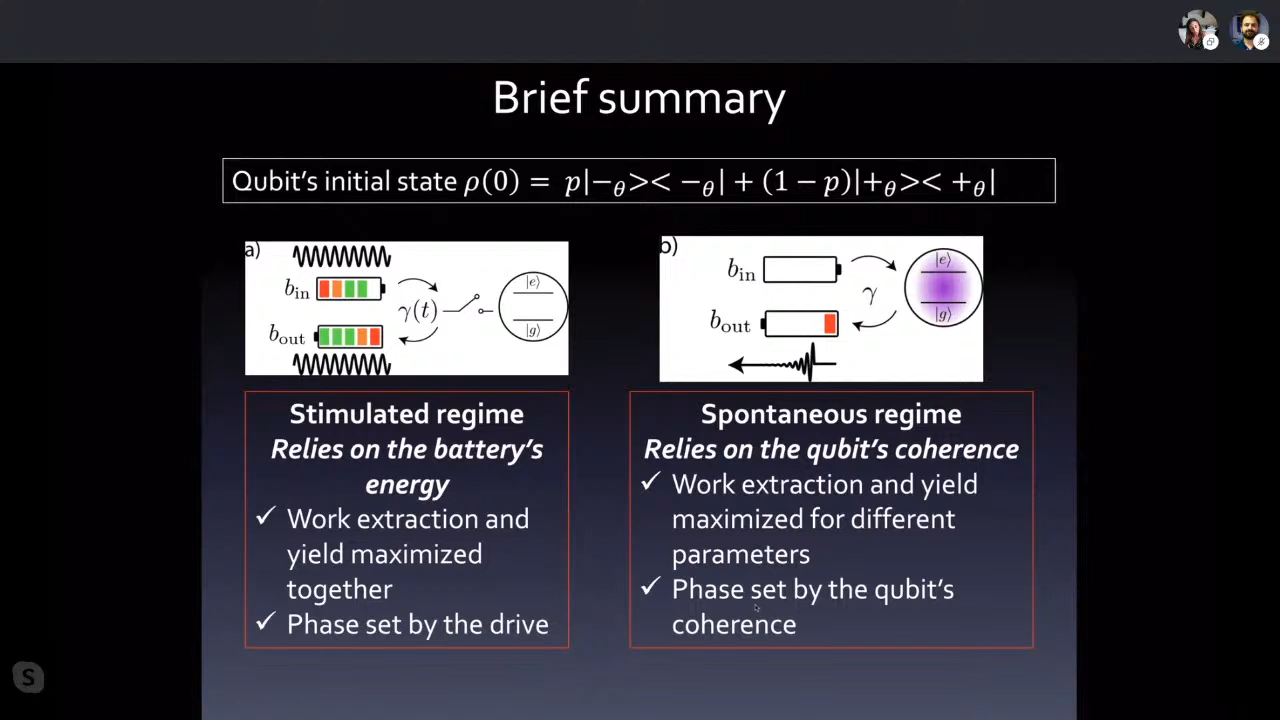 Brief summary
Qubit's initial state ρ(0) = p|−θ>< −θ| + (1 − p)|+θ>< +θ|
a)
b_in
|e⟩
γ(t)
|g⟩
b_out
b)
b_in
|e⟩
γ
|g⟩
b_out
Stimulated regime
Relies on the battery's
energy
✓ Work extraction and
yield maximized
together
✓ Phase set by the drive
Spontaneous regime
Relies on the qubit's coherence
✓ Work extraction and yield
maximized for different
parameters
✓ Phase set by the qubit's
coherence
S